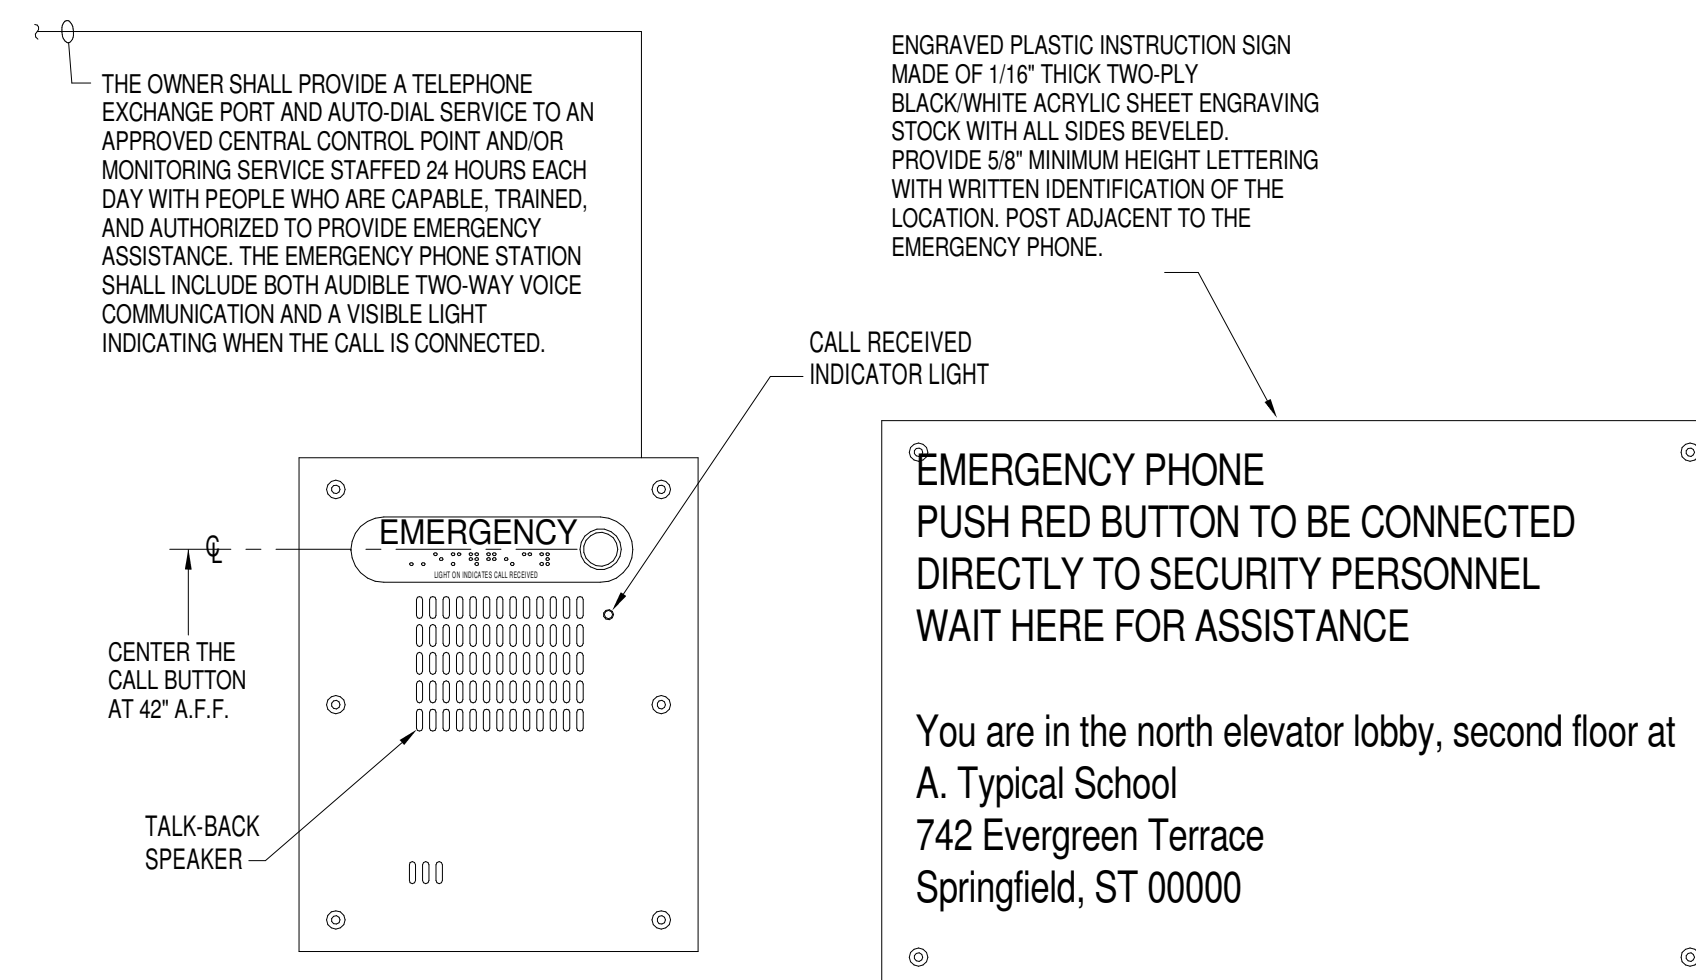 THE OWNER SHALL PROVIDE A TELEPHONE
EXCHANGE PORT AND AUTO-DIAL SERVICE TO AN
APPROVED CENTRAL CONTROL POINT AND/OR
MONITORING SERVICE STAFFED 24 HOURS EACH
DAY WITH PEOPLE WHO ARE CAPABLE, TRAINED,
AND AUTHORIZED TO PROVIDE EMERGENCY
ASSISTANCE. THE EMERGENCY PHONE STATION
SHALL INCLUDE BOTH AUDIBLE TWO-WAY VOICE
COMMUNICATION AND A VISIBLE LIGHT
INDICATING WHEN THE CALL IS CONNECTED.
ENGRAVED PLASTIC INSTRUCTION SIGN
MADE OF 1/16" THICK TWO-PLY
BLACK/WHITE ACRYLIC SHEET ENGRAVING
STOCK WITH ALL SIDES BEVELED.
PROVIDE 5/8" MINIMUM HEIGHT LETTERING
WITH WRITTEN IDENTIFICATION OF THE
LOCATION. POST ADJACENT TO THE
EMERGENCY PHONE.
CALL RECEIVED
INDICATOR LIGHT
EMERGENCY
LIGHT ON INDICATES CALL RECEIVED
℄
CENTER THE
CALL BUTTON
AT 42" A.F.F.
TALK-BACK
SPEAKER
EMERGENCY PHONE
PUSH RED BUTTON TO BE CONNECTED
DIRECTLY TO SECURITY PERSONNEL
WAIT HERE FOR ASSISTANCE
You are in the north elevator lobby, second floor at
A. Typical School
742 Evergreen Terrace
Springfield, ST 00000